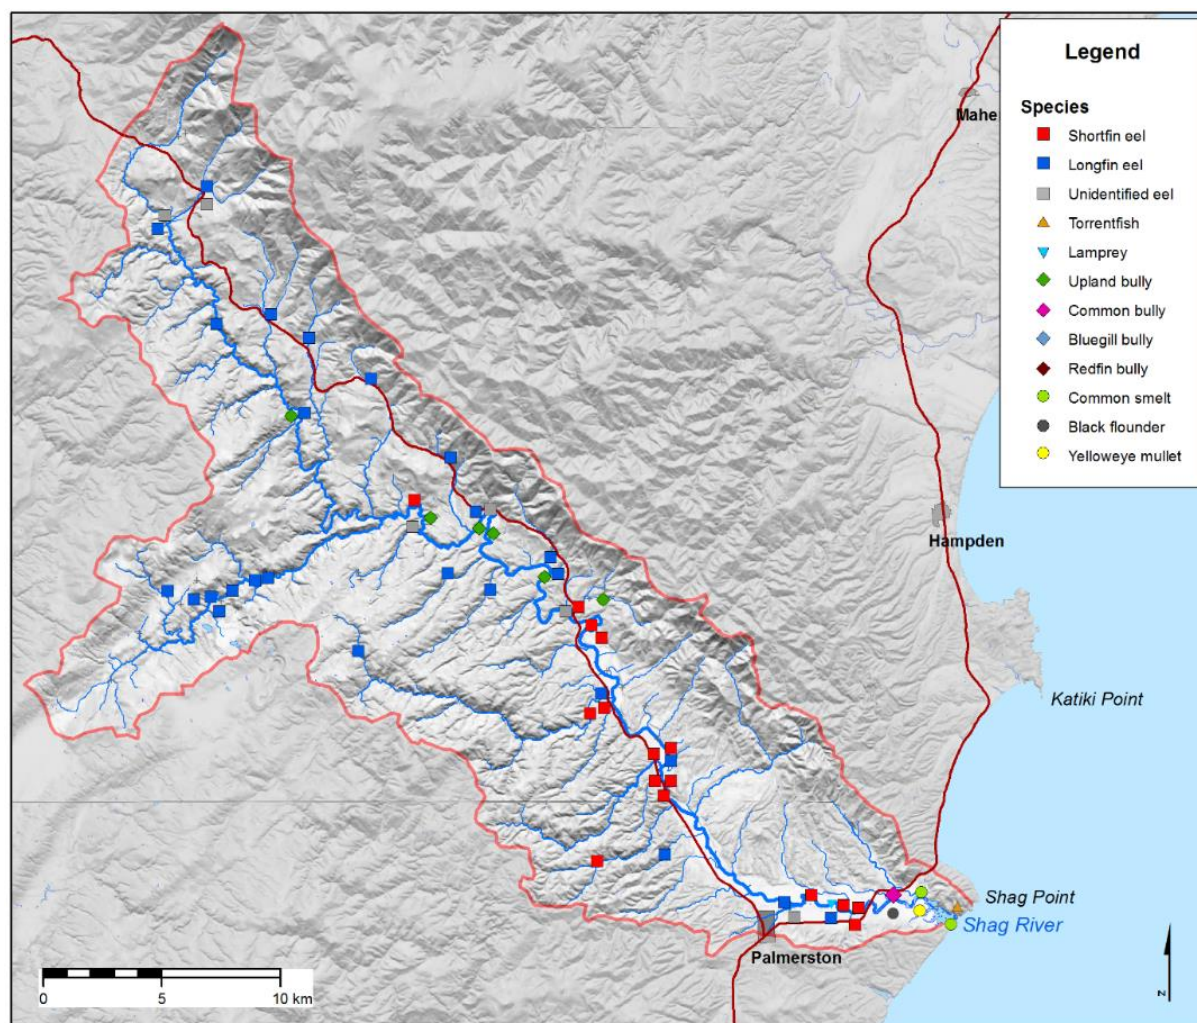 Legend
Species
Shortfin eel
Longfin eel
Unidentified eel
Torrentfish
Lamprey
Upland bully
Common bully
Bluegill bully
Redfin bully
Common smelt
Black flounder
Yelloweye mullet
Mahe
Hampden
Katiki Point
Shag Point
Shag River
Palmerston
0 5 10 km
z